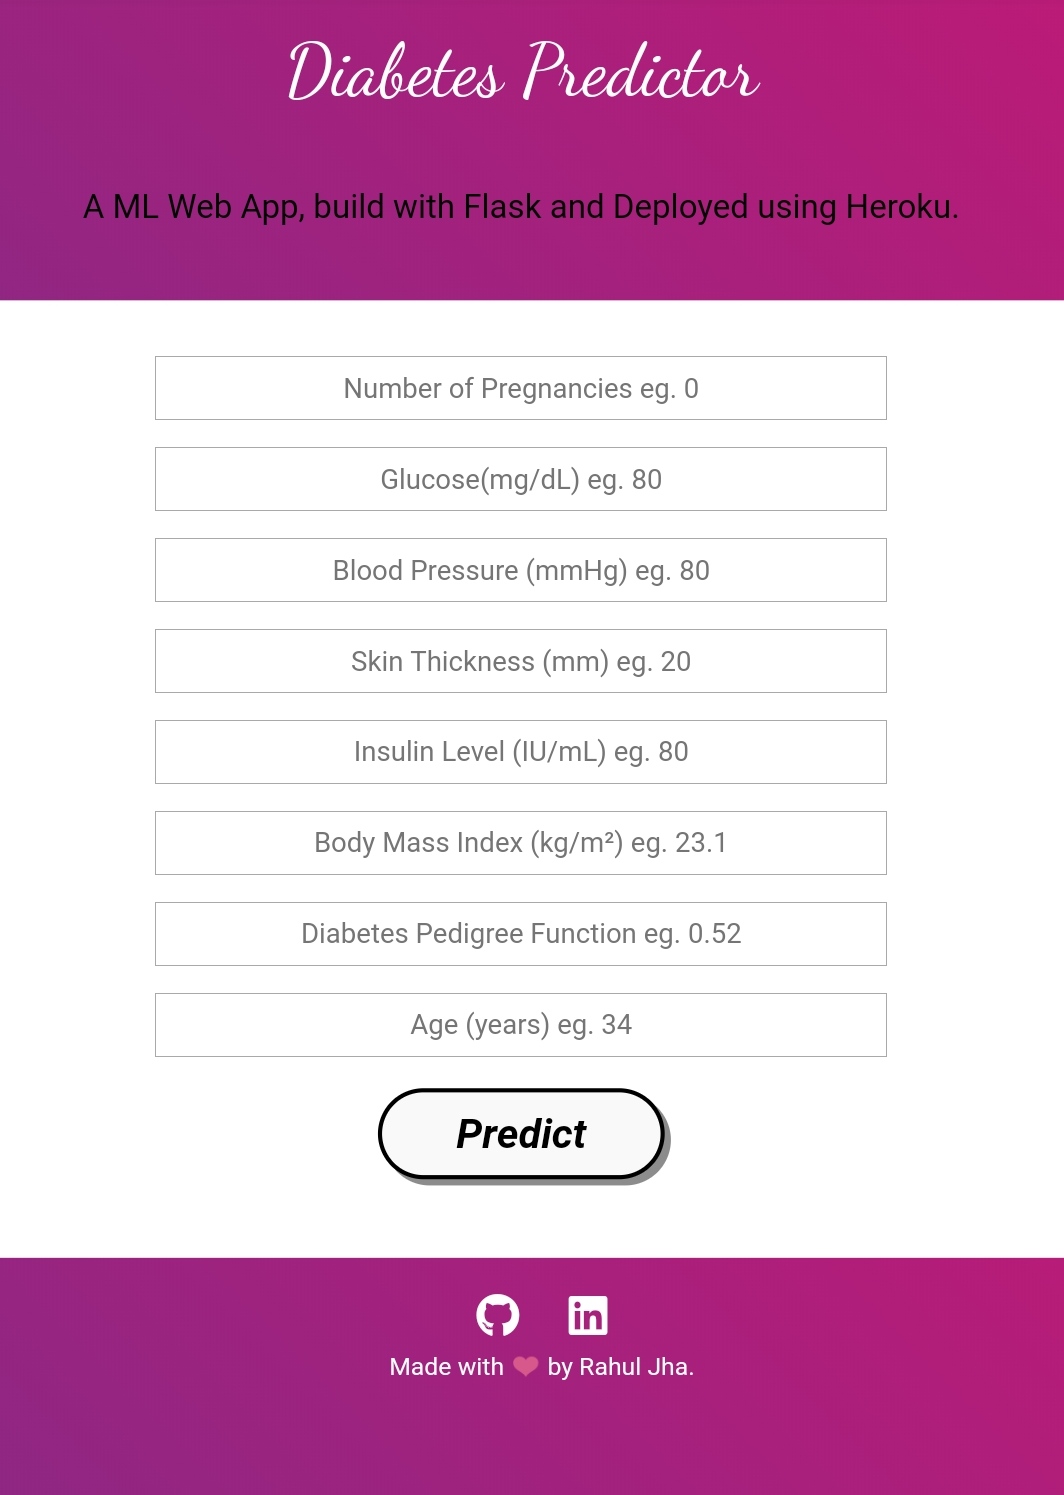 Diabetes Predictor
A ML Web App, build with Flask and Deployed using Heroku.
Number of Pregnancies eg. 0
Glucose(mg/dL) eg. 80
Blood Pressure (mmHg) eg. 80
Skin Thickness (mm) eg. 20
Insulin Level (IU/mL) eg. 80
Body Mass Index (kg/m²) eg. 23.1
Diabetes Pedigree Function eg. 0.52
Age (years) eg. 34
Predict
in
Made with ❤ by Rahul Jha.